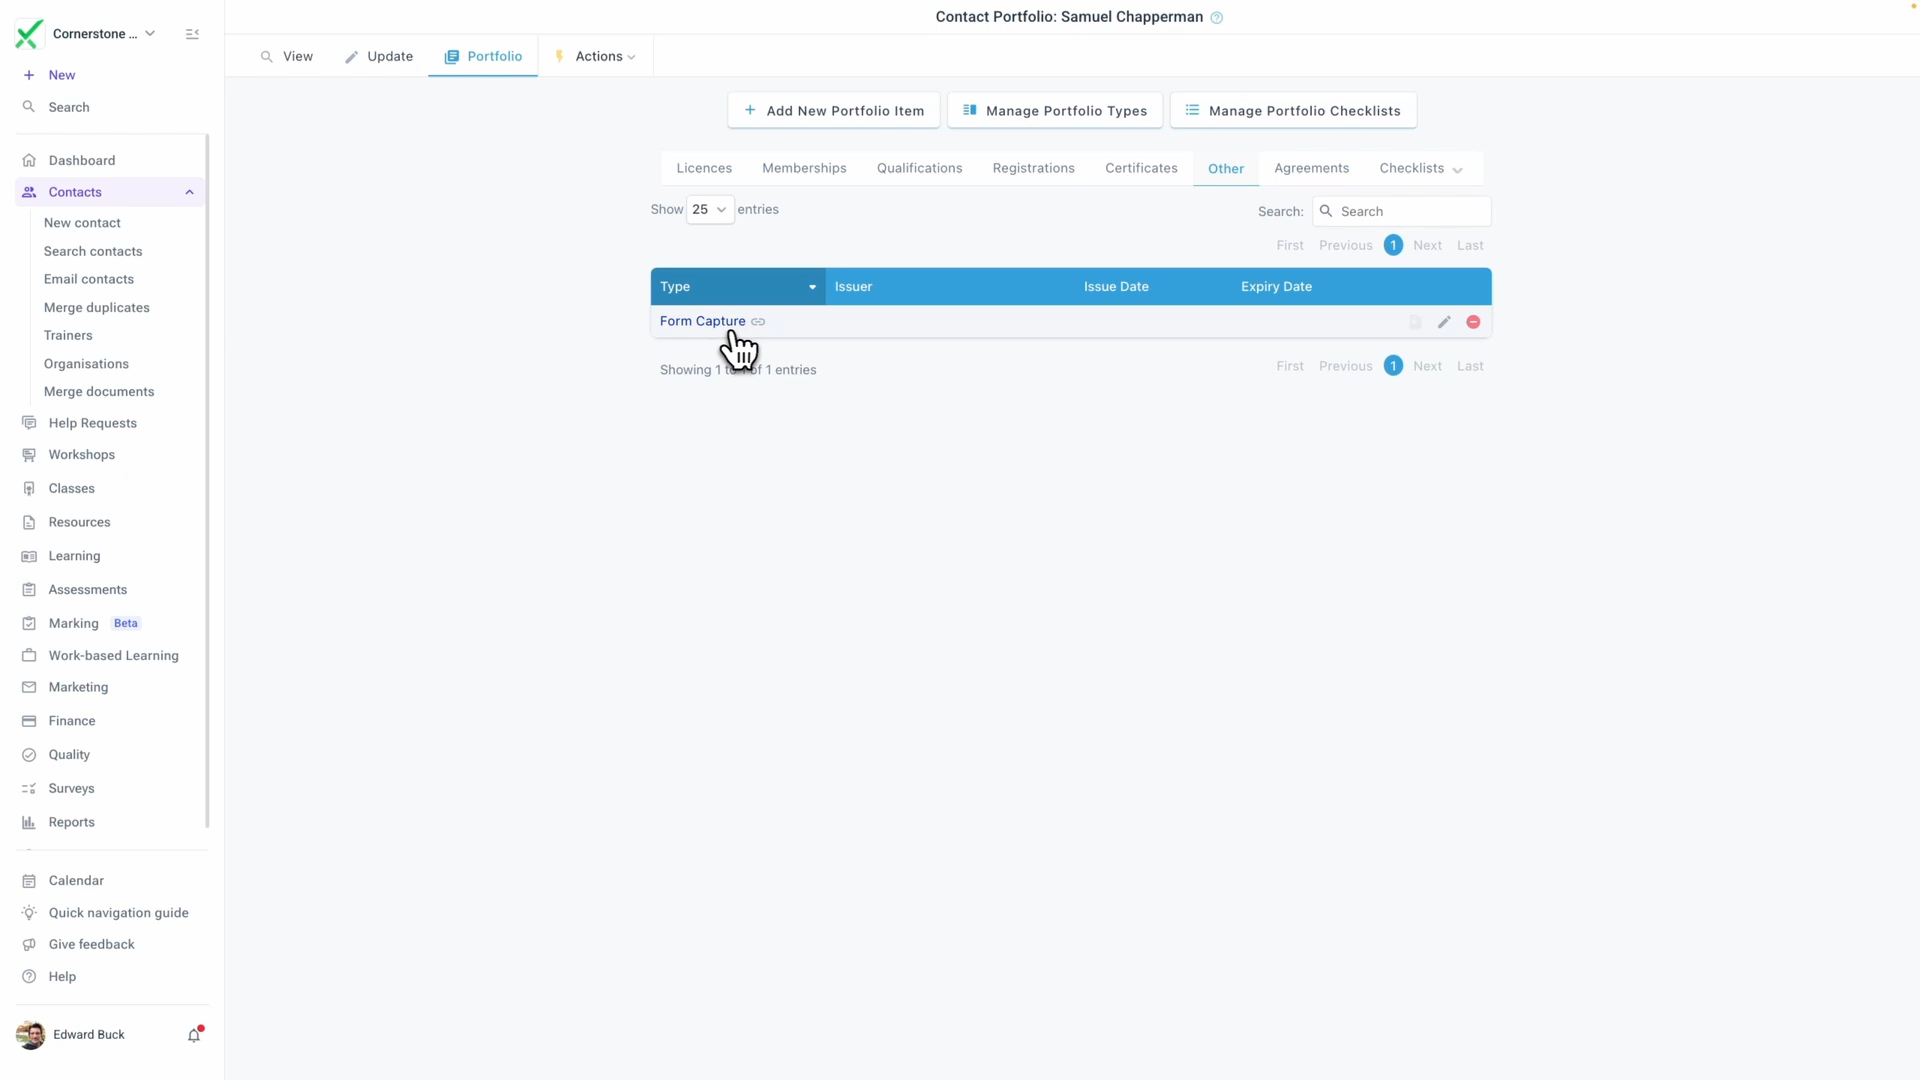 Cornerstone ...
New
Search
Dashboard
Contacts
New contact
Search contacts
Email contacts
Merge duplicates
Trainers
Organisations
Merge documents
Help Requests
Workshops
Classes
Resources
Learning
Assessments
Marking Beta
Work-based Learning
Marketing
Finance
Quality
Surveys
Reports
Calendar
Quick navigation guide
Give feedback
Help
Edward Buck
Contact Portfolio: Samuel Chapperman
View Update Portfolio Actions
Add New Portfolio Item Manage Portfolio Types Manage Portfolio Checklists
Licences Memberships Qualifications Registrations Certificates Other Agreements Checklists
Show 25 entries Search: Search
First Previous 1 Next Last
Type Issuer Issue Date Expiry Date
Form Capture
Showing 1 of 1 entries First Previous 1 Next Last